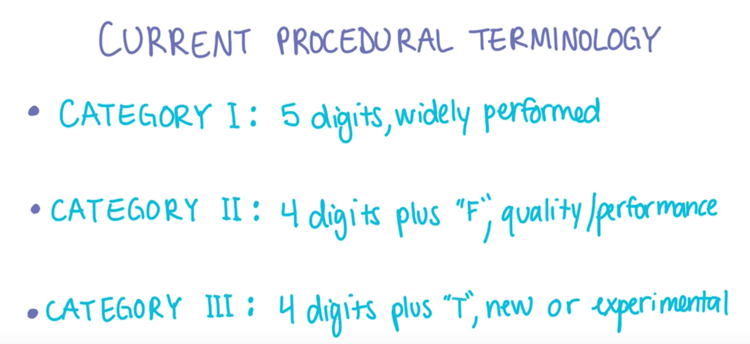 CURRENT PROCEDURAL TERMINOLOGY
• CATEGORY I: 5 digits, widely performed
• CATEGORY II: 4 digits plus "F", quality/performance
• CATEGORY III: 4 digits plus "T", new or experimental